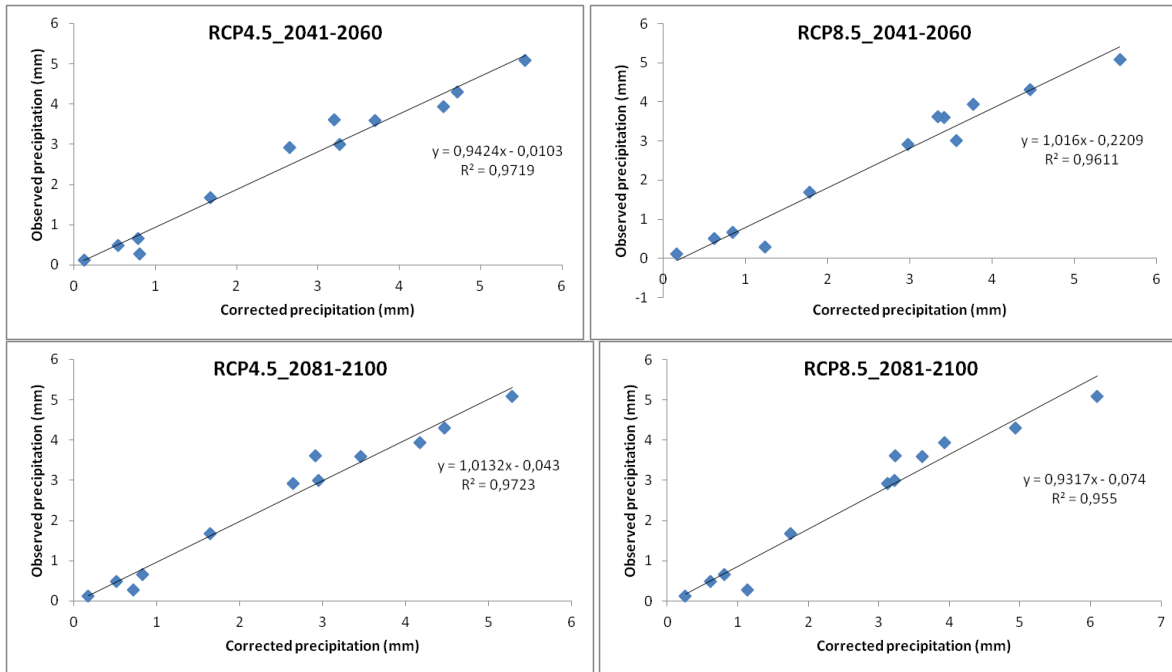 RCP4.5_2041-2060
Observed precipitation (mm)
6
5
4
3
2
1
0
0 1 2 3 4 5 6
y = 0,9424x - 0,0103
R² = 0,9719
Corrected precipitation (mm)
RCP8.5_2041-2060
Observed precipitation (mm)
6
5
4
3
2
1
0
-1
0 1 2 3 4 5 6
y = 1,016x - 0,2209
R² = 0,9611
Corrected precipitation (mm)
RCP4.5_2081-2100
Observed precipitation (mm)
6
5
4
3
2
1
0
0 1 2 3 4 5 6
y = 1,0132x - 0,043
R² = 0,9723
Corrected precipitation (mm)
RCP8.5_2081-2100
Observed precipitation (mm)
6
5
4
3
2
1
0
0 1 2 3 4 5 6 7
y = 0,9317x - 0,074
R² = 0,955
Corrected precipitation (mm)